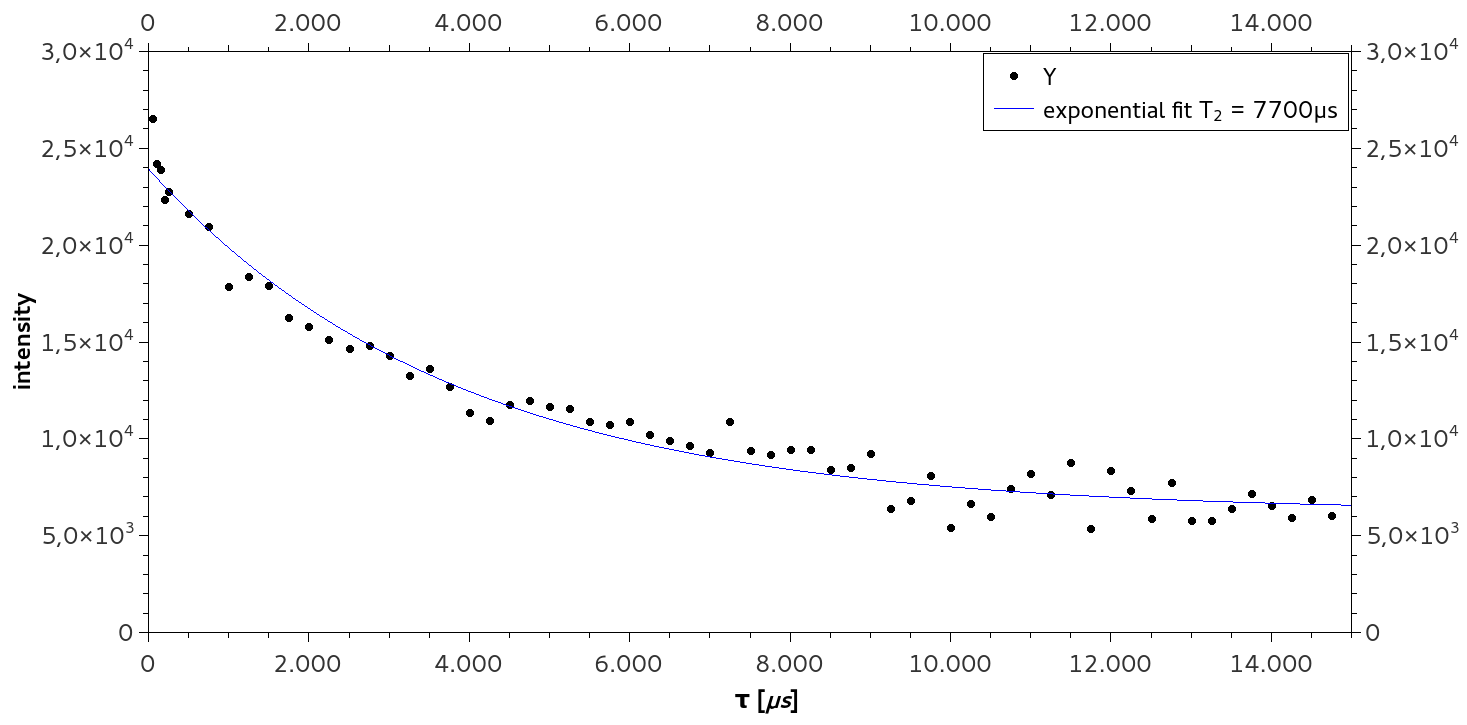 0 2.000 4.000 6.000 8.000 10.000 12.000 14.000
3,0×10⁴ 3,0×10⁴
Y
exponential fit T₂ = 7700μs
2,5×10⁴ 2,5×10⁴
2,0×10⁴ 2,0×10⁴
1,5×10⁴ 1,5×10⁴
intensity
1,0×10⁴ 1,0×10⁴
5,0×10³ 5,0×10³
0 0
0 2.000 4.000 6.000 8.000 10.000 12.000 14.000
τ [μs]